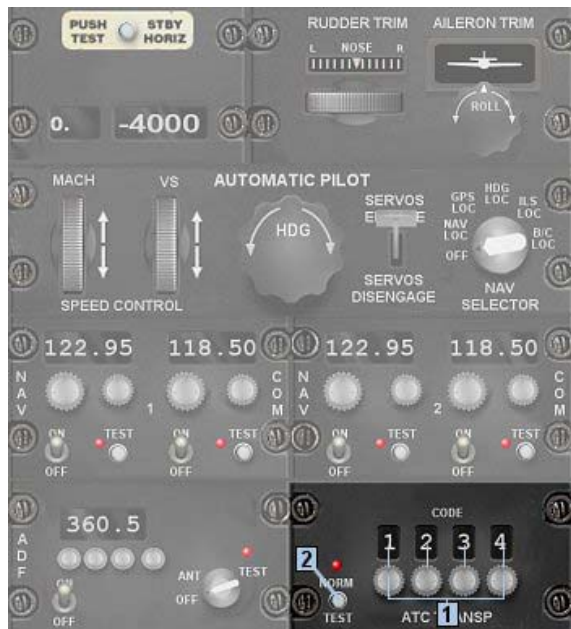 PUSH TEST
STBY HORIZ
0.
-4000
RUDDER TRIM
L NOSE R
AILERON TRIM
ROLL
AUTOMATIC PILOT
MACH
VS
SPEED CONTROL
HDG
SERVOS
SERVOS DISENGAGE
OFF
NAV LOC
GPS LOC
HDG LOC
ILS LOC
B/C LOC
NAV SELECTOR
122.95
118.50
NAV
1
COM
ON
OFF
TEST
ON
OFF
TEST
122.95
118.50
NAV
2
COM
ON
OFF
TEST
ON
OFF
TEST
ADF
360.5
ON
OFF
ANT
OFF
TEST
CODE
1 2 3 4
2
NORM
TEST
1
ATC